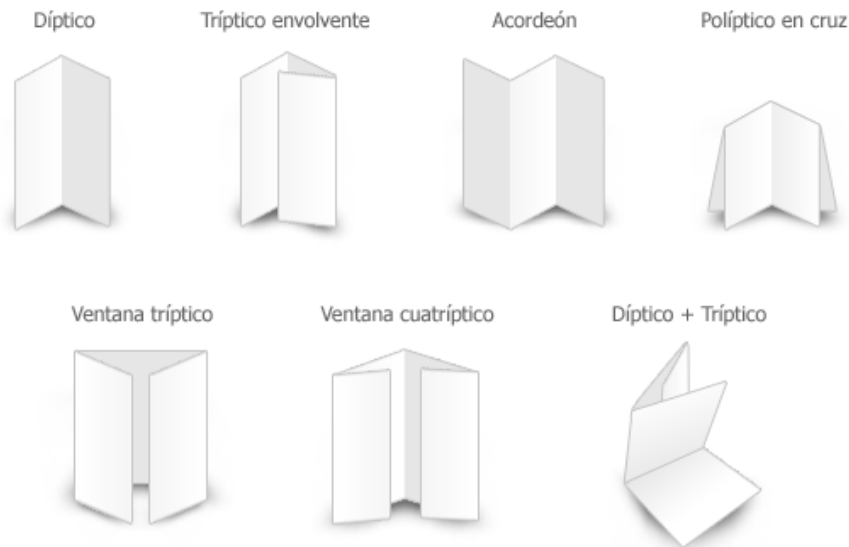 Díptico
Tríptico envolvente
Acordeón
Políptico en cruz
Ventana tríptico
Ventana cuatríptico
Díptico + Tríptico